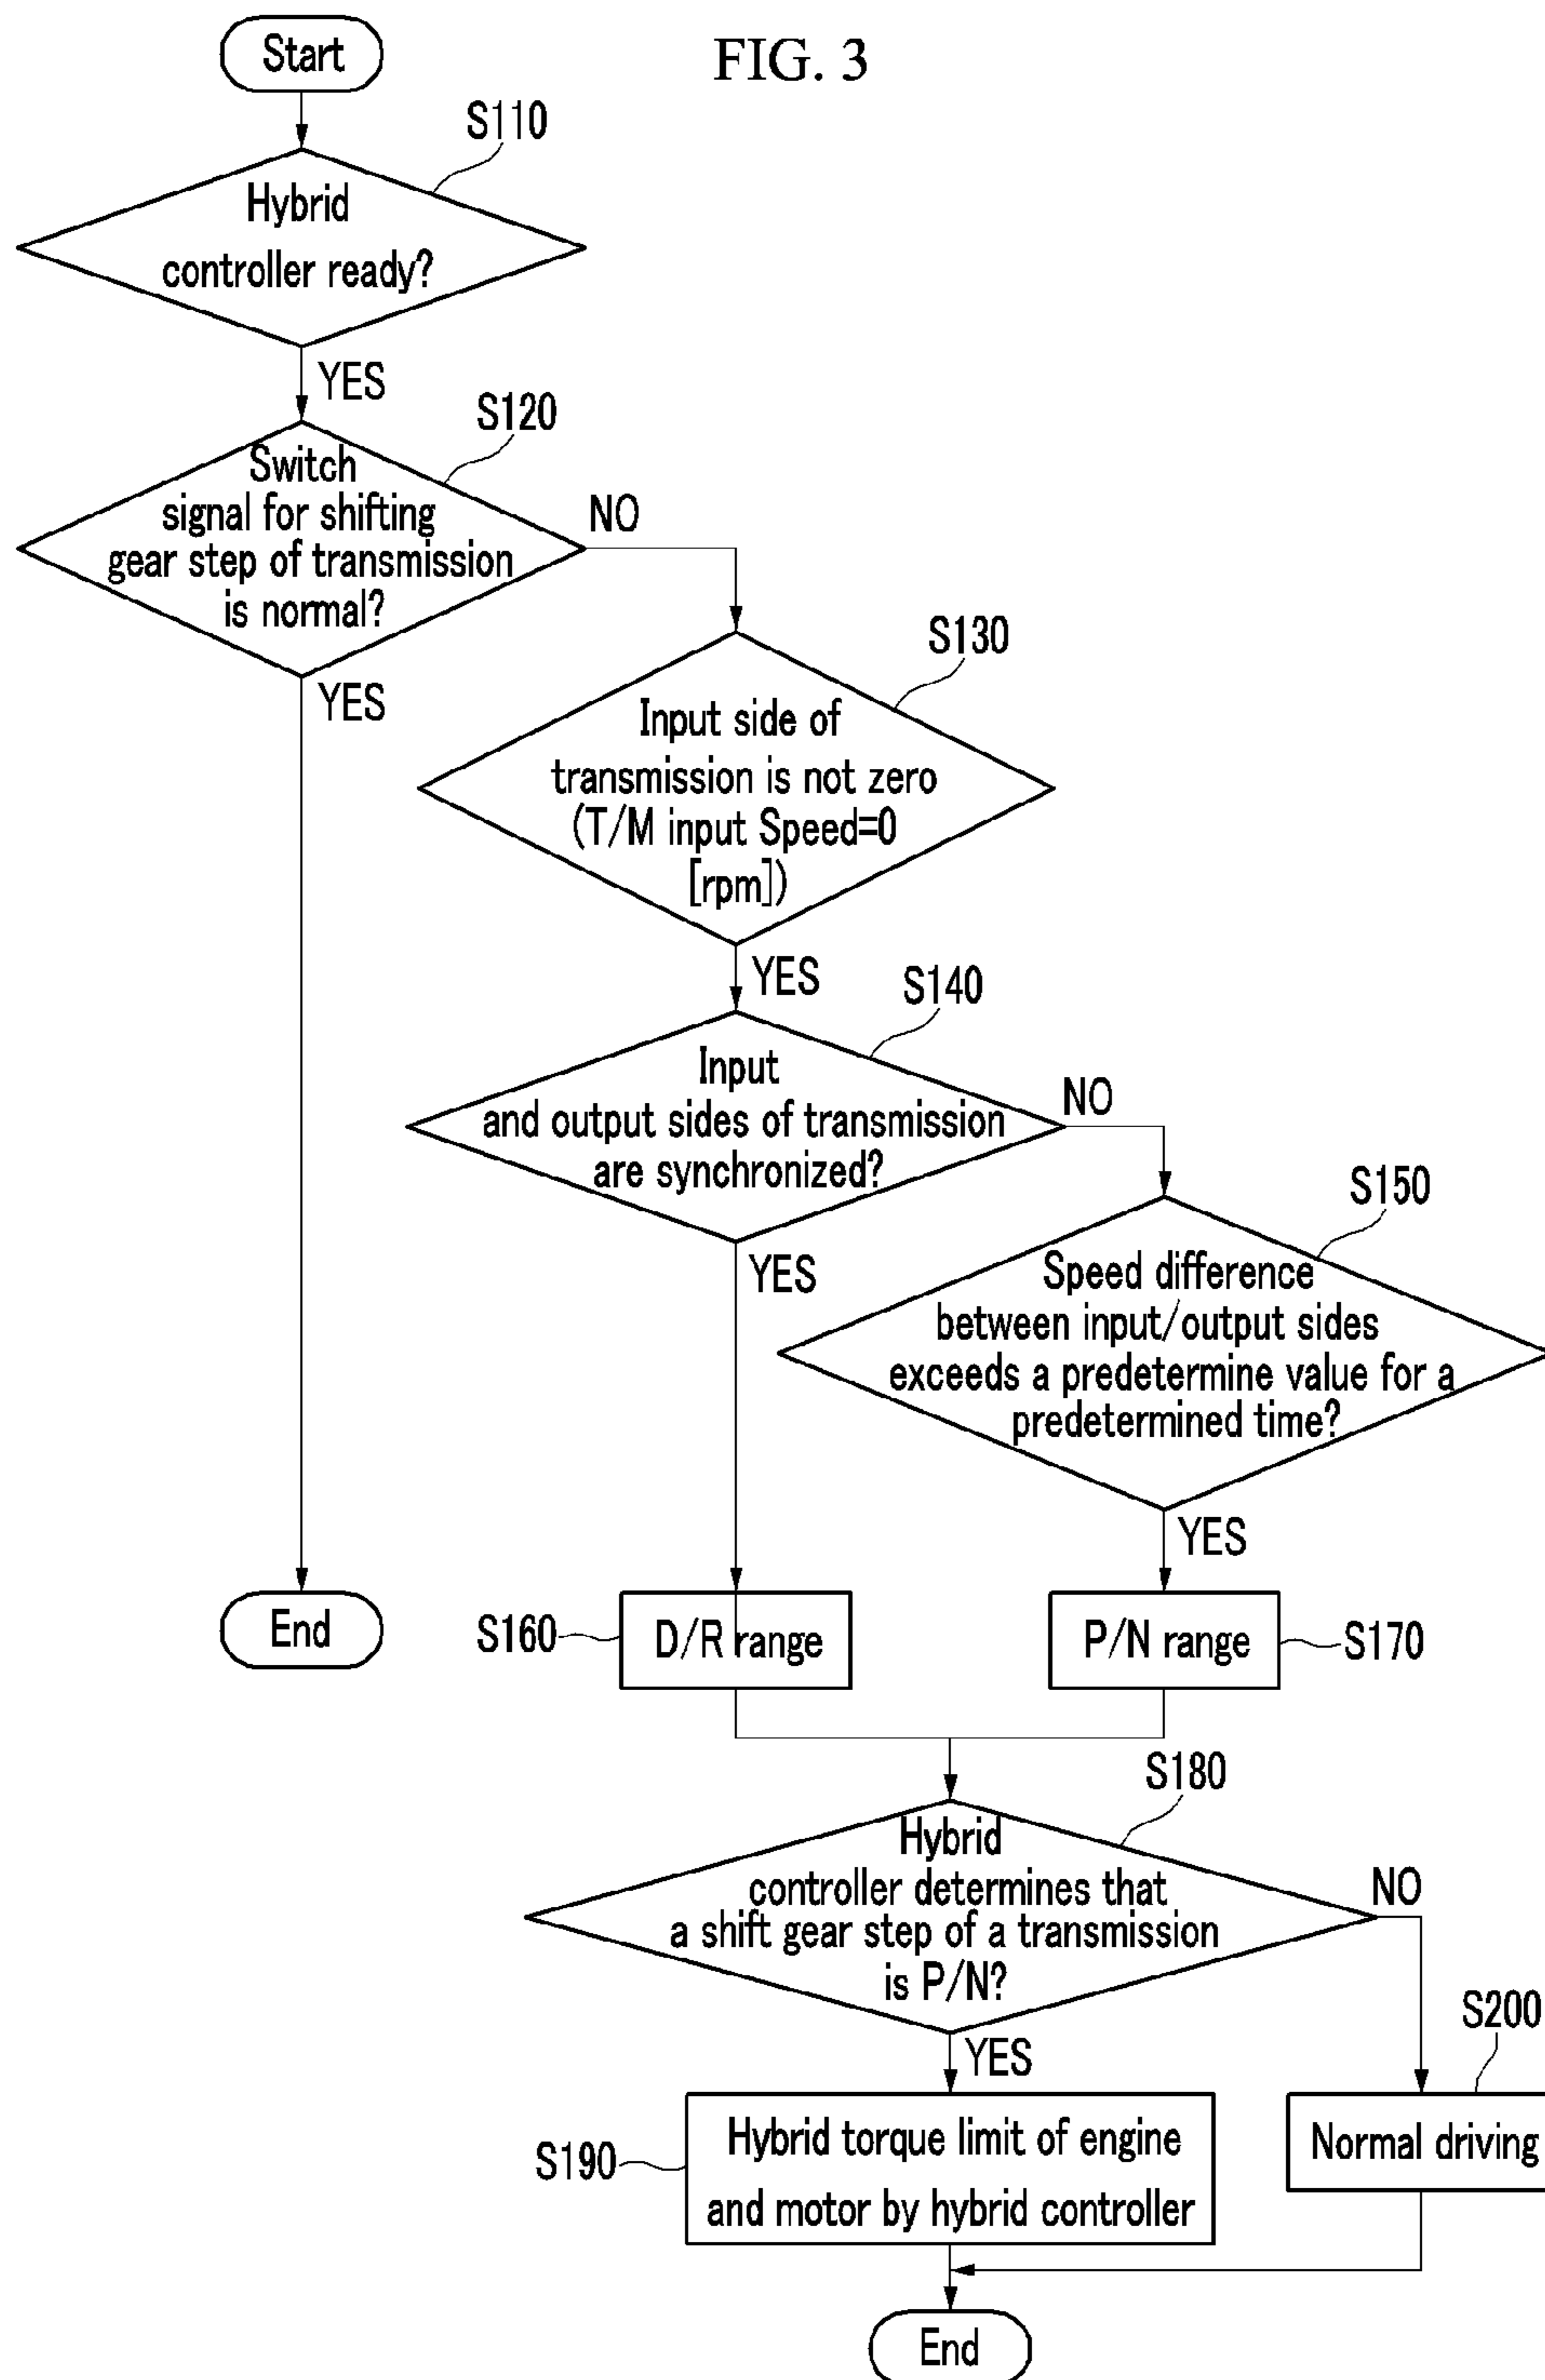 FIG. 3
Start
S110
Hybrid
controller ready?
YES
S120
Switch
signal for shifting
gear step of transmission
is normal?
NO
YES
S130
Input side of
transmission is not zero
(T/M input Speed=0
[rpm])
YES
S140
Input
and output sides of transmission
are synchronized?
NO
YES
S150
Speed difference
between input/output sides
exceeds a predetermine value for a
predetermined time?
YES
End
S160
D/R range
P/N range
S170
S180
Hybrid
controller determines that
a shift gear step of a transmission
is P/N?
NO
YES
S200
S190
Hybrid torque limit of engine
and motor by hybrid controller
Normal driving
End